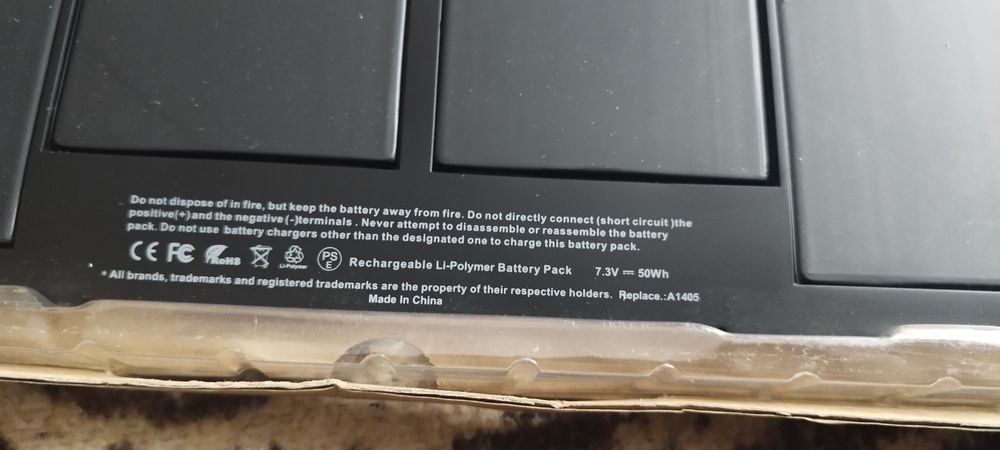 Do not dispose of in fire, but keep the battery away from fire. Do not directly connect (short circuit )the
positive(+)and the negative (-)terminals . Never attempt to disassemble or reassemble the battery
pack. Do not use battery chargers other than the designated one to charge this battery pack.
CE FC RoHS Li-Polymer PS E Rechargeable Li-Polymer Battery Pack 7.3V ⎓ 50Wh
* All brands, trademarks and registered trademarks are the property of their respective holders. Replace.:A1405
Made In China